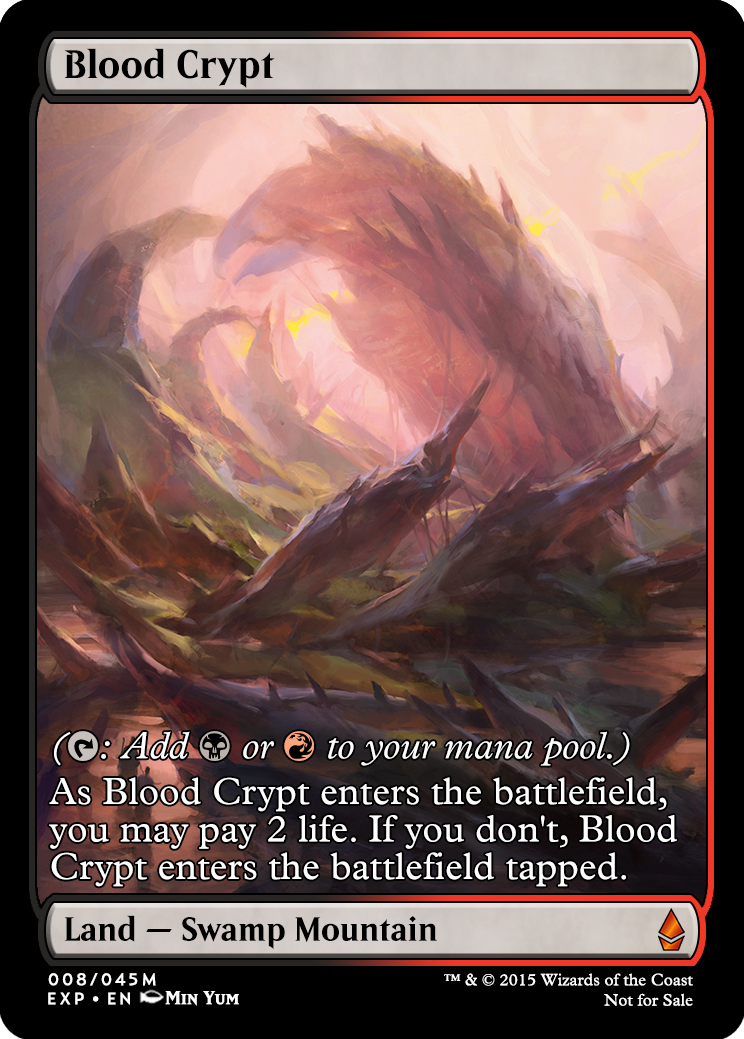 Blood Crypt
(: Add or to your mana pool.)
As Blood Crypt enters the battlefield,
you may pay 2 life. If you don't, Blood
Crypt enters the battlefield tapped.
Land — Swamp Mountain
008/045M
EXP • EN Min Yum
™ & © 2015 Wizards of the Coast
Not for Sale